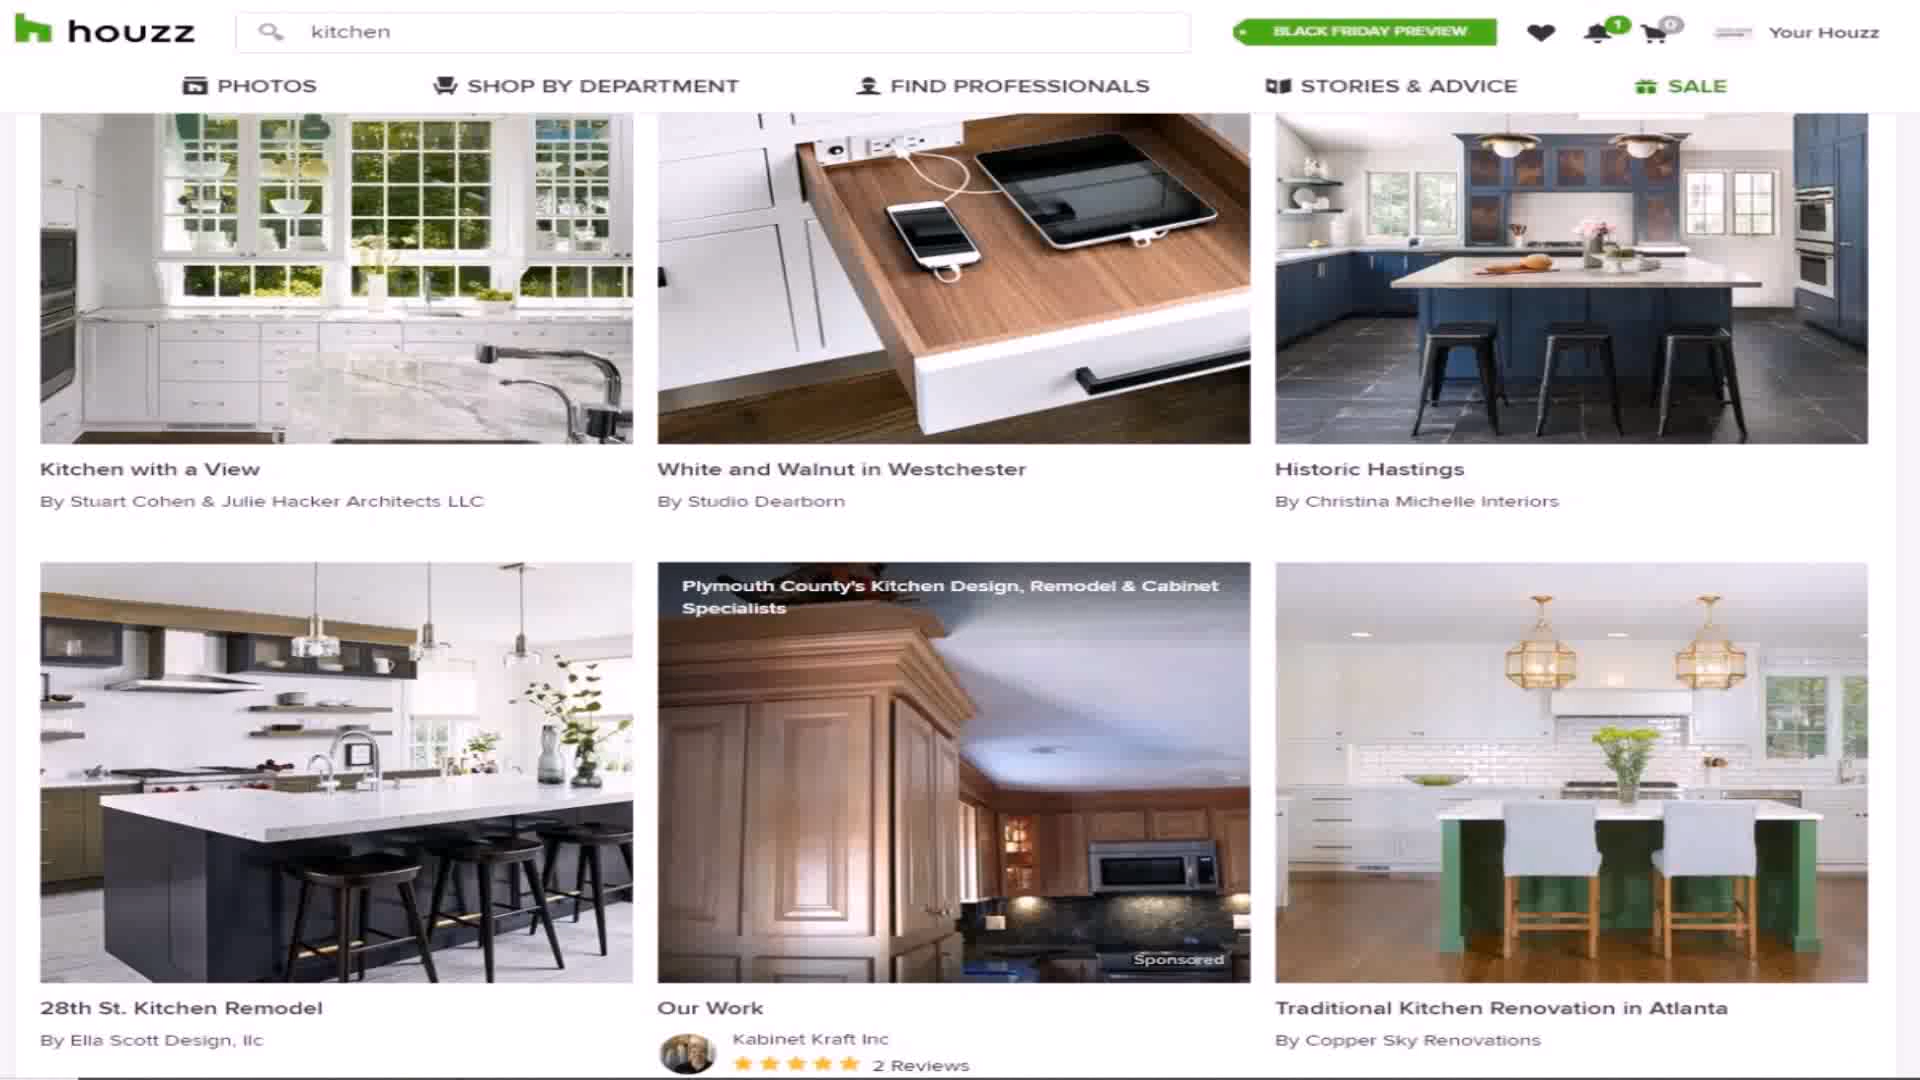 houzz
kitchen
BLACK FRIDAY PREVIEW
1
0
Your Houzz
PHOTOS
SHOP BY DEPARTMENT
FIND PROFESSIONALS
STORIES & ADVICE
SALE
Kitchen with a View
By Stuart Cohen & Julie Hacker Architects LLC
White and Walnut in Westchester
By Studio Dearborn
Historic Hastings
By Christina Michelle Interiors
Plymouth County's Kitchen Design, Remodel & Cabinet
Specialists
Sponsored
28th St. Kitchen Remodel
By Ella Scott Design, llc
Our Work
Kabinet Kraft Inc
2 Reviews
Traditional Kitchen Renovation in Atlanta
By Copper Sky Renovations